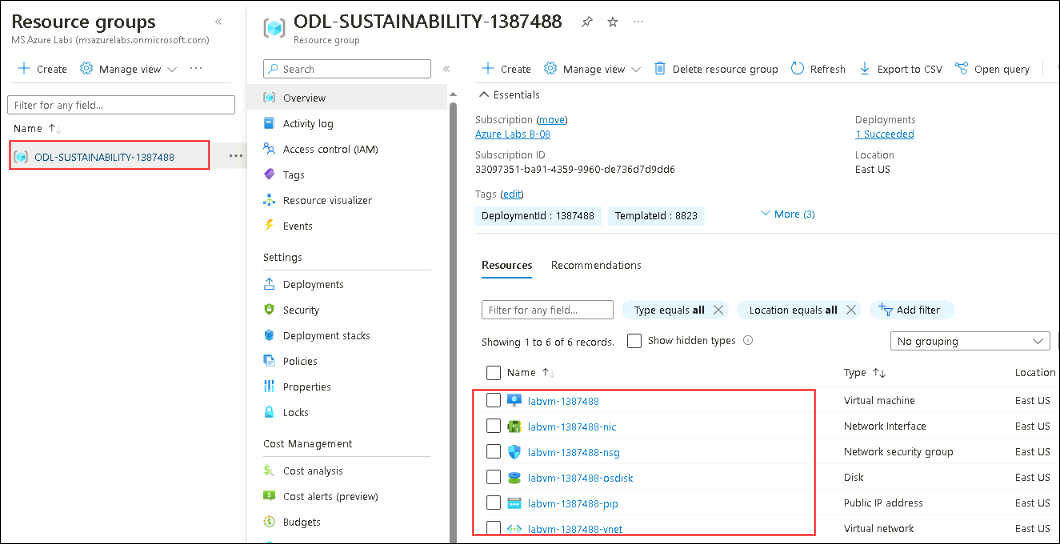 Resource groups
MS Azure Labs (msazurelabs.onmicrosoft.com)
Create Manage view
Filter for any field...
Name
ODL-SUSTAINABILITY-1387488
ODL-SUSTAINABILITY-1387488
Resource group
Search
Overview
Activity log
Access control (IAM)
Tags
Resource visualizer
Events
Settings
Deployments
Security
Deployment stacks
Policies
Properties
Locks
Cost Management
Cost analysis
Cost alerts (preview)
Budgets
Create Manage view Delete resource group Refresh Export to CSV Open query
Essentials
Subscription (move)
Azure Labs B-08
Subscription ID
33097351-ba91-4359-9960-de736d7d9dd6
Deployments
1 Succeeded
Location
East US
Tags (edit)
DeploymentId : 1387488 TemplateId : 8823 More (3)
Resources Recommendations
Filter for any field... Type equals all Location equals all Add filter
Showing 1 to 6 of 6 records. Show hidden types No grouping
Name Type Location
labvm-1387488 Virtual machine East US
labvm-1387488-nic Network Interface East US
labvm-1387488-nsg Network security group East US
labvm-1387488-osdisk Disk East US
labvm-1387488-pip Public IP address East US
labvm-1387488-vnet Virtual network East US